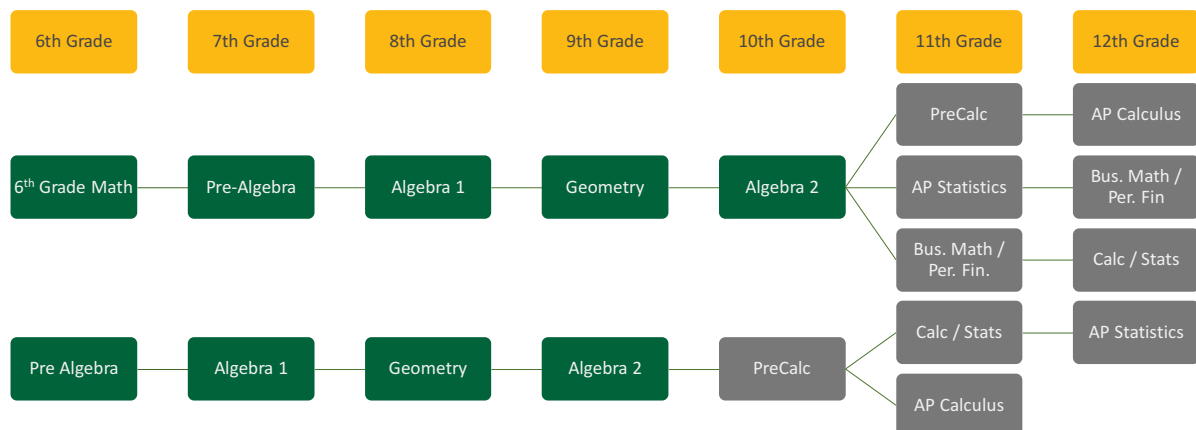 6th Grade
7th Grade
8th Grade
9th Grade
10th Grade
11th Grade
12th Grade
PreCalc
AP Calculus
6th Grade Math
Pre-Algebra
Algebra 1
Geometry
Algebra 2
AP Statistics
Bus. Math /
Per. Fin
Bus. Math /
Per. Fin.
Calc / Stats
Calc / Stats
AP Statistics
Pre Algebra
Algebra 1
Geometry
Algebra 2
PreCalc
AP Calculus